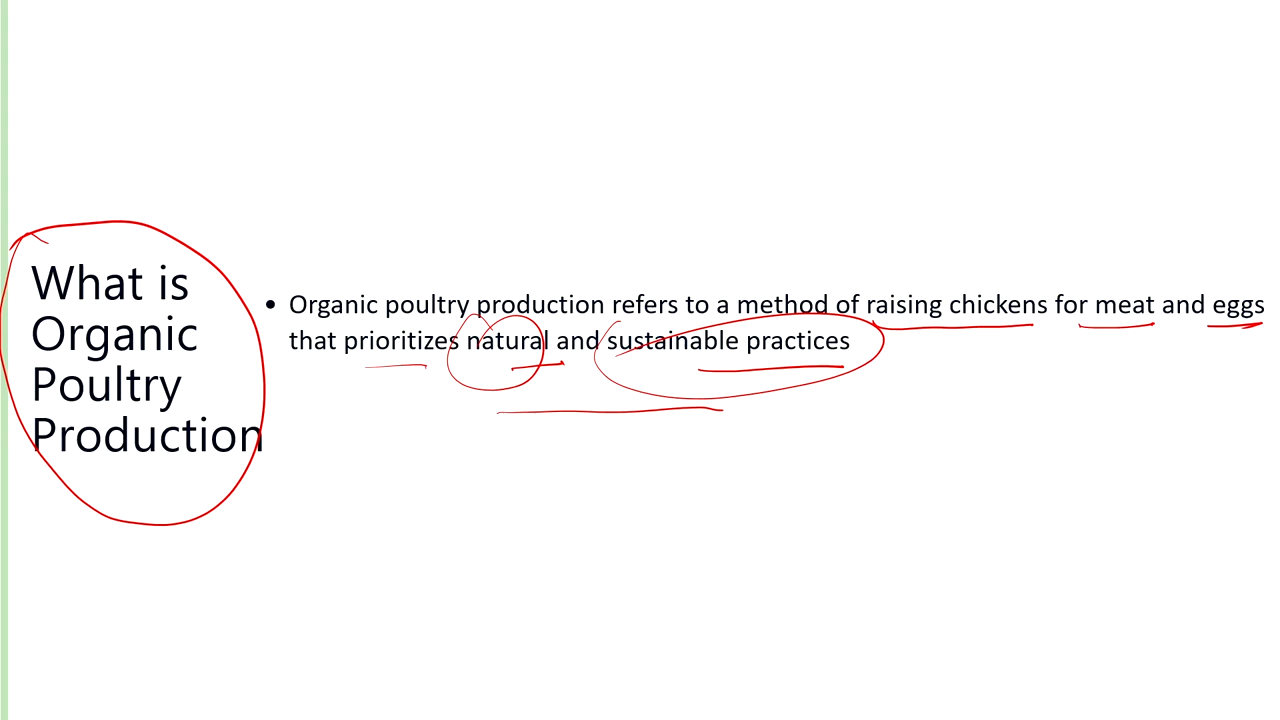 What is
Organic
Poultry
Production
• Organic poultry production refers to a method of raising chickens for meat and eggs
that prioritizes natural and sustainable practices